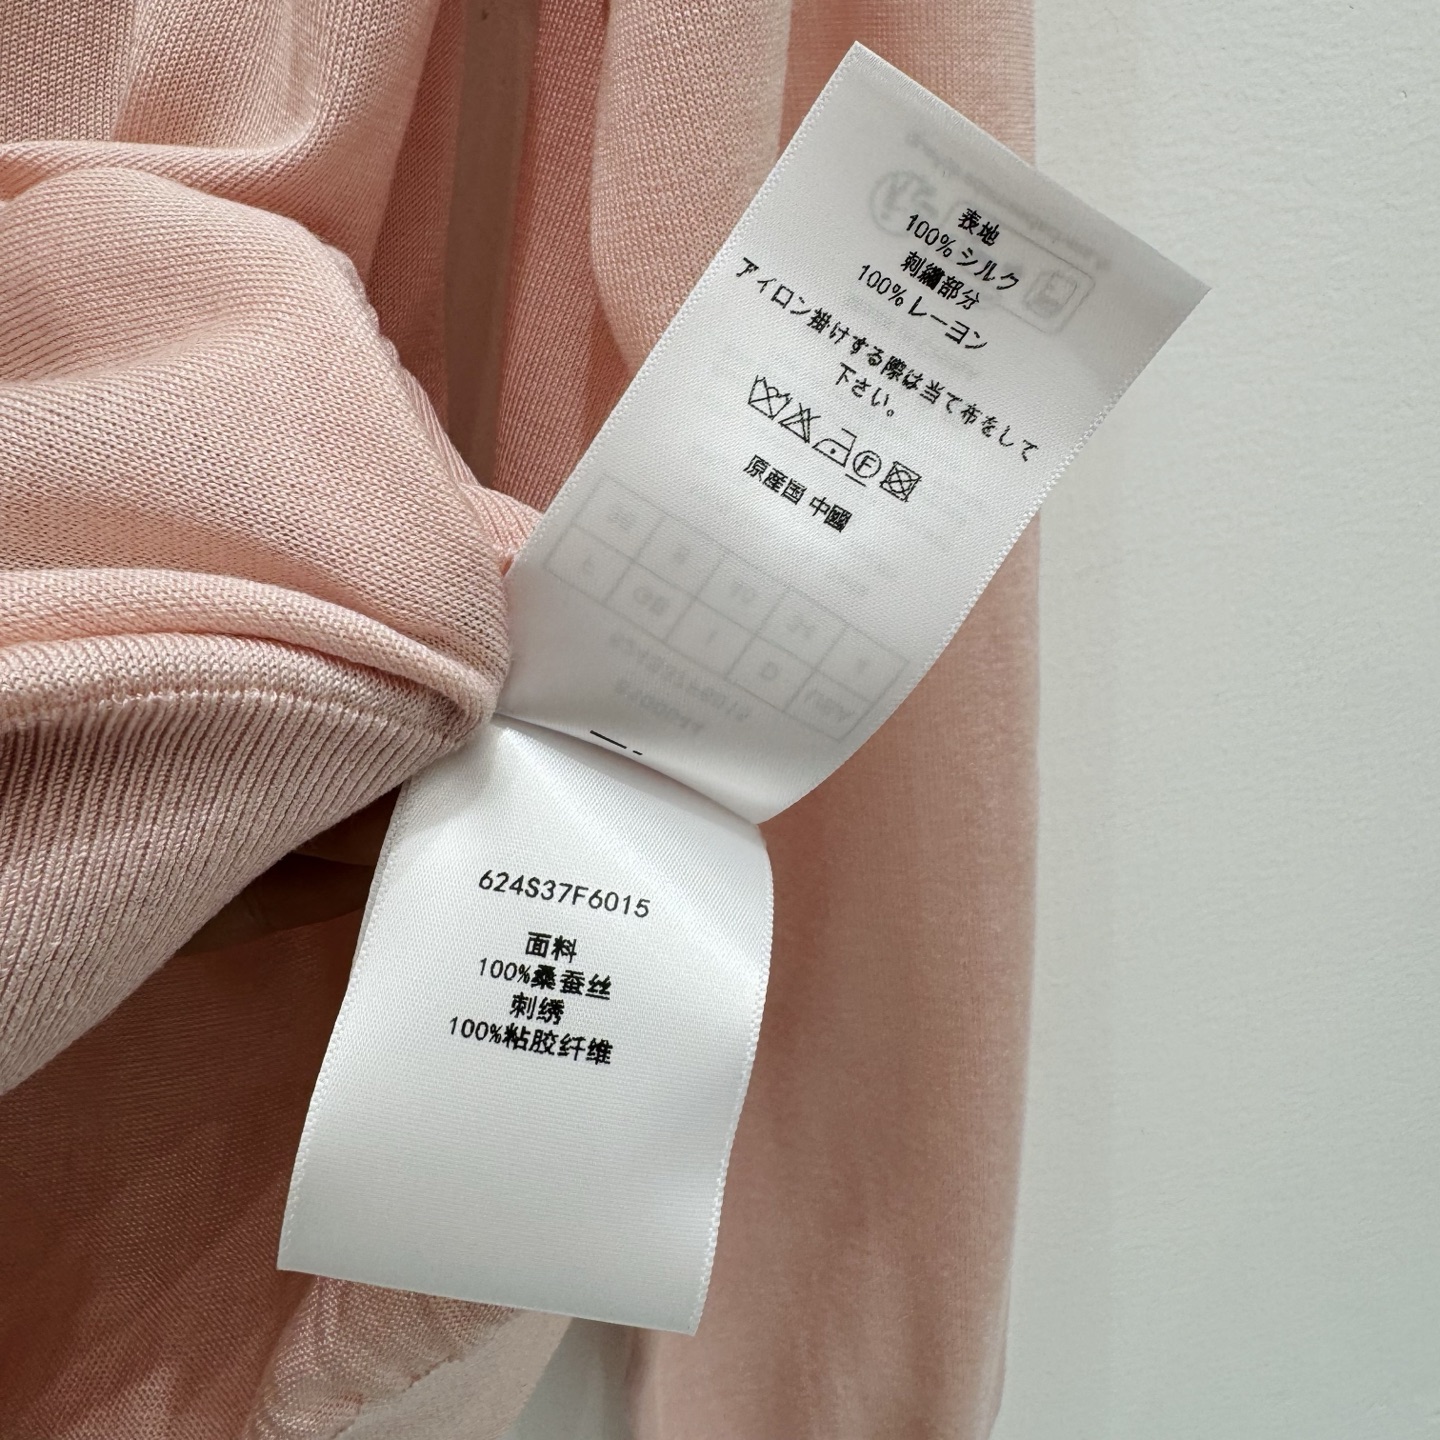 表地
100% シルク
刺繍部分
100% レーヨン
アイロン掛けする際は当て布をして
下さい。
F
原産国 中國
624S37F6015
面料
100%桑蚕丝
刺绣
100%粘胶纤维